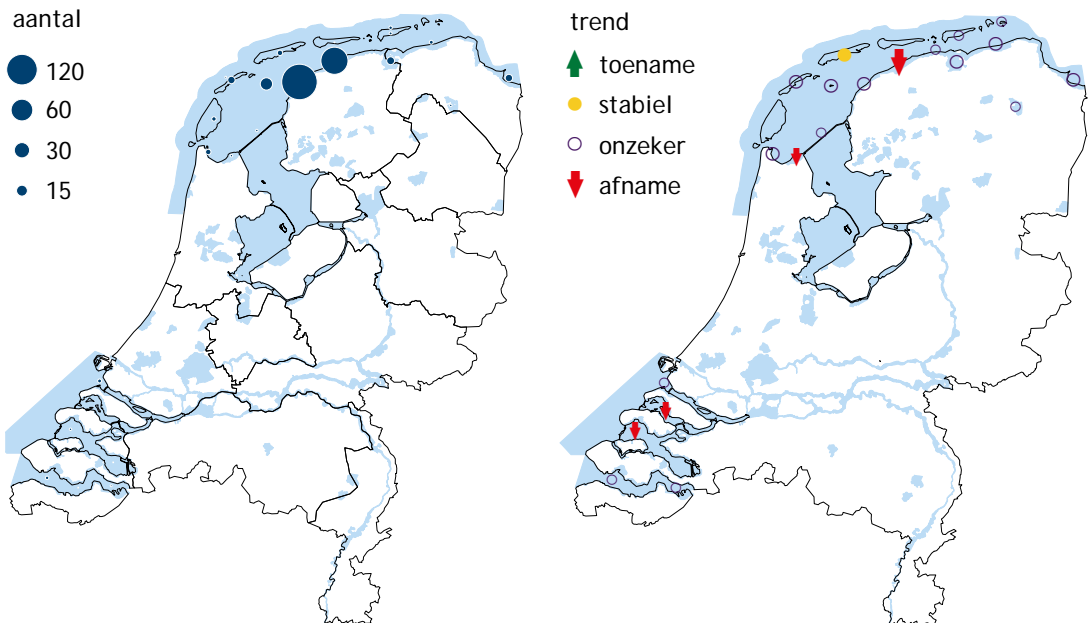 aantal
120
60
30
15
trend
toename
stabiel
onzeker
afname